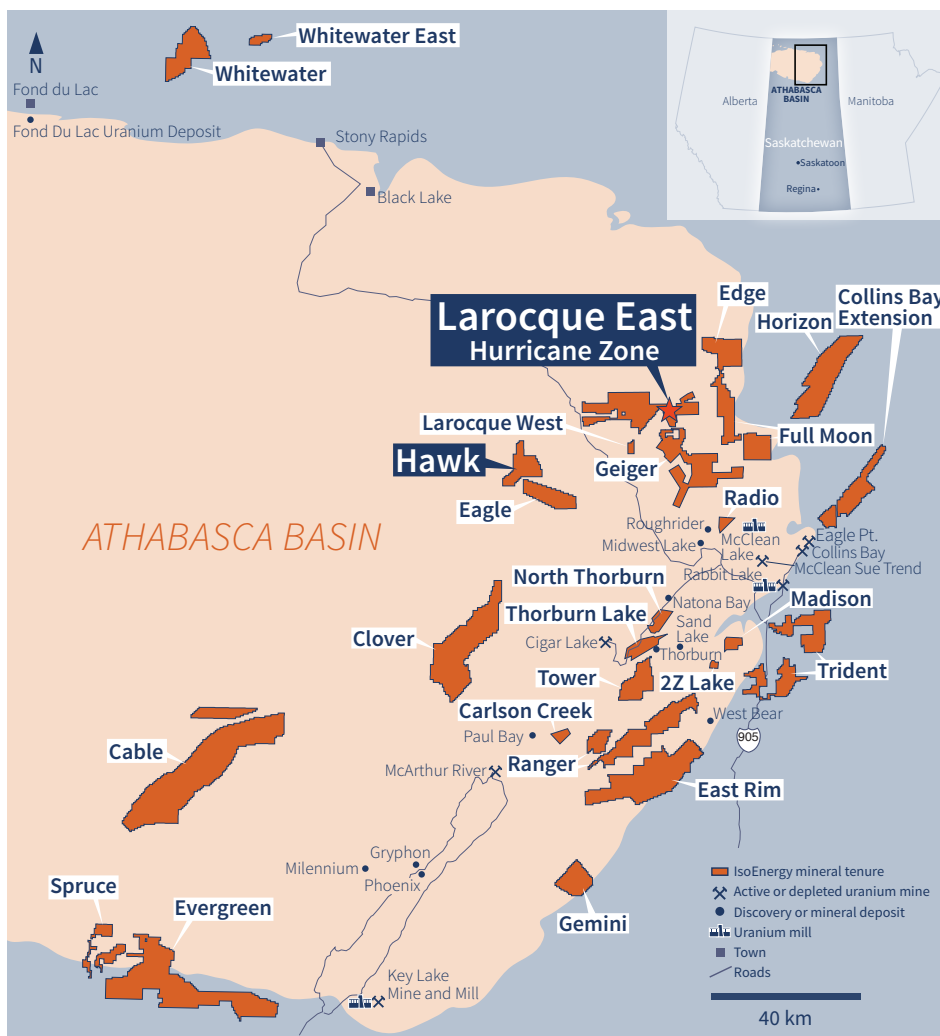 Whitewater East
Whitewater
N
Fond du Lac
Fond Du Lac Uranium Deposit
Stony Rapids
Black Lake
ATHABASCA
BASIN
Alberta
Manitoba
Saskatchewan
Saskatoon
Regina
Edge
Collins Bay
Extension
Horizon
Larocque East
Hurricane Zone
Larocque West
Full Moon
Hawk
Geiger
Eagle
Radio
ATHABASCA BASIN
Roughrider
Midwest Lake
McClean
Lake
Eagle Pt.
Collins Bay
McClean Sue Trend
Rabbit Lake
North Thorburn
Natona Bay
Madison
Thorburn Lake
Sand
Lake
Clover
Cigar Lake
Thorburn
Trident
Tower
2Z Lake
Carlson Creek
West Bear
Paul Bay
905
Cable
Ranger
McArthur River
East Rim
Gryphon
Milennium
Phoenix
Spruce
Evergreen
Gemini
Key Lake
Mine and Mill
IsoEnergy mineral tenure
Active or depleted uranium mine
Discovery or mineral deposit
Uranium mill
Town
Roads
40 km